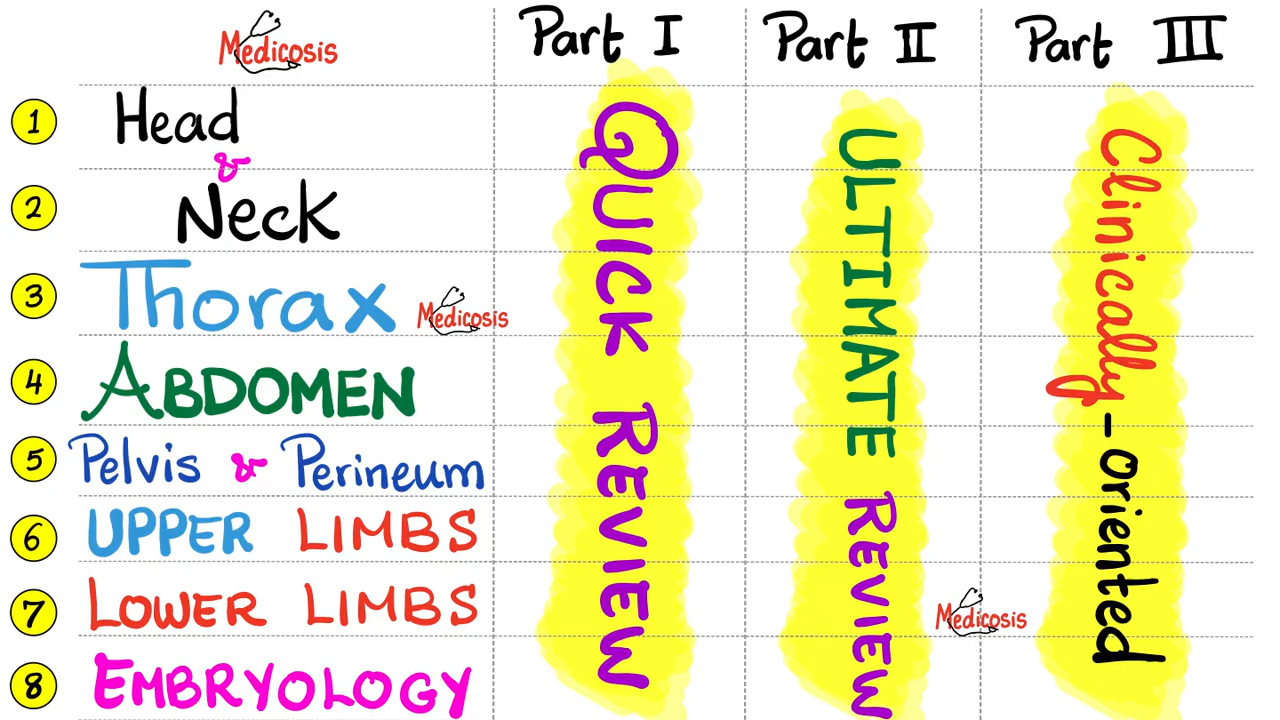 Medicosis
Part I
Part II
Part III
1 Head
&
2 Neck
3 Thorax
Medicosis
4 ABDOMEN
5 Pelvis & Perineum
6 UPPER LIMBS
7 LOWER LIMBS
8 EMBRYOLOGY
QUICK REVIEW
ULTIMATE REVIEW
Clinically-Oriented
Medicosis